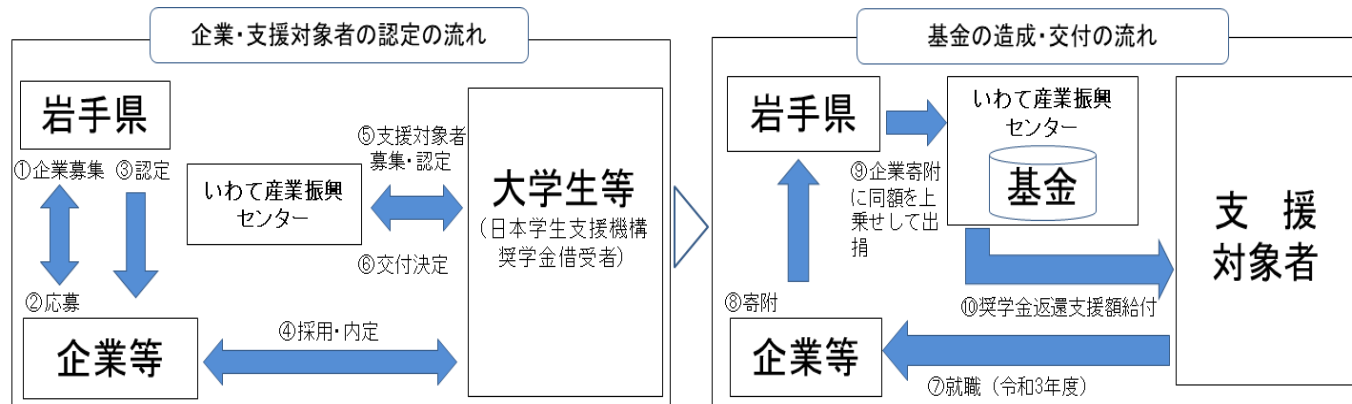 企業・支援対象者の認定の流れ
岩手県
①企業募集
③認定
②応募
企業等
いわて産業振興
センター
⑤支援対象者
募集・認定
⑥交付決定
④採用・内定
大学生等
（日本学生支援機構
奨学金借受者）
基金の造成・交付の流れ
岩手県
いわて産業振興
センター
基金
⑨企業寄附
に同額を上
乗せして出
捐
⑧寄附
企業等
⑩奨学金返還支援額給付
⑦就職（令和3年度）
支　援
対象者